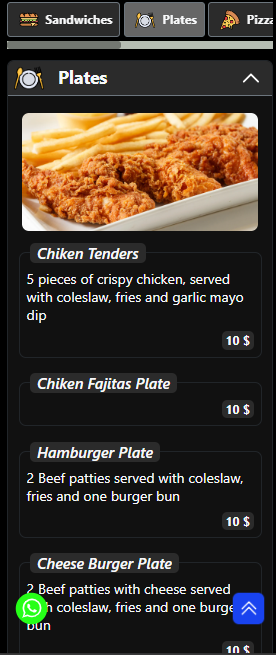 Sandwiches
Plates
Pizza
Plates
Chiken Tenders
5 pieces of crispy chicken, served
with coleslaw, fries and garlic mayo
dip
10 $
Chiken Fajitas Plate
10 $
Hamburger Plate
2 Beef patties served with coleslaw,
fries and one burger bun
10 $
Cheese Burger Plate
2 Beef patties with cheese served
with coleslaw, fries and one burger
bun
10 $